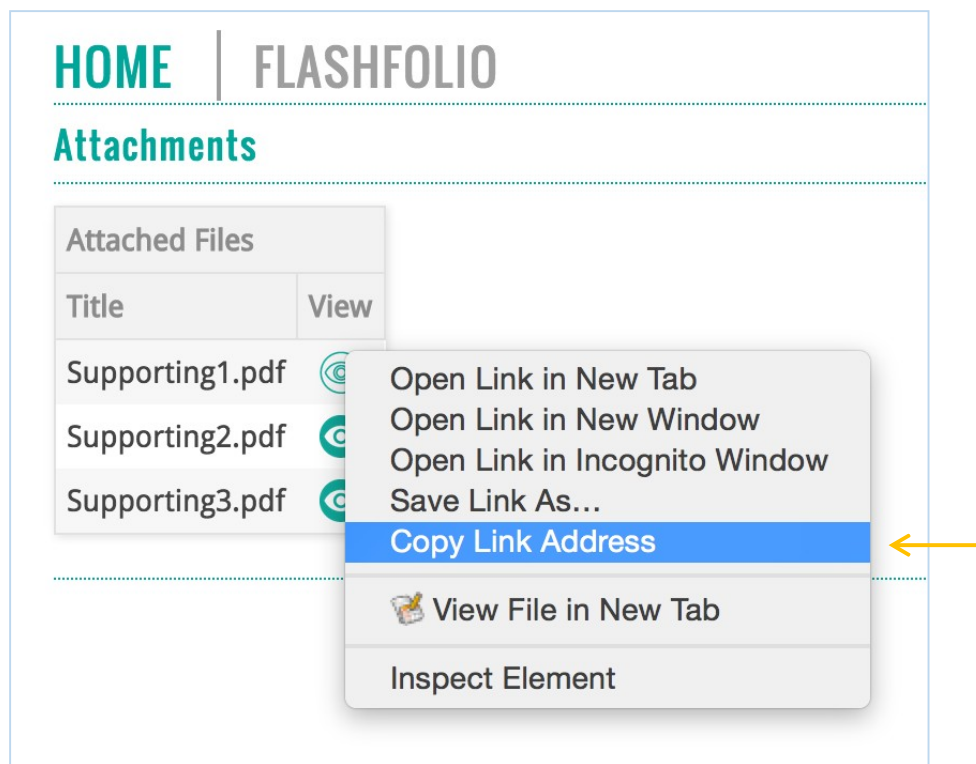 HOME | FLASHFOLIO
Attachments
Attached Files
Title View
Supporting1.pdf
Supporting2.pdf
Supporting3.pdf
Open Link in New Tab
Open Link in New Window
Open Link in Incognito Window
Save Link As...
Copy Link Address
View File in New Tab
Inspect Element